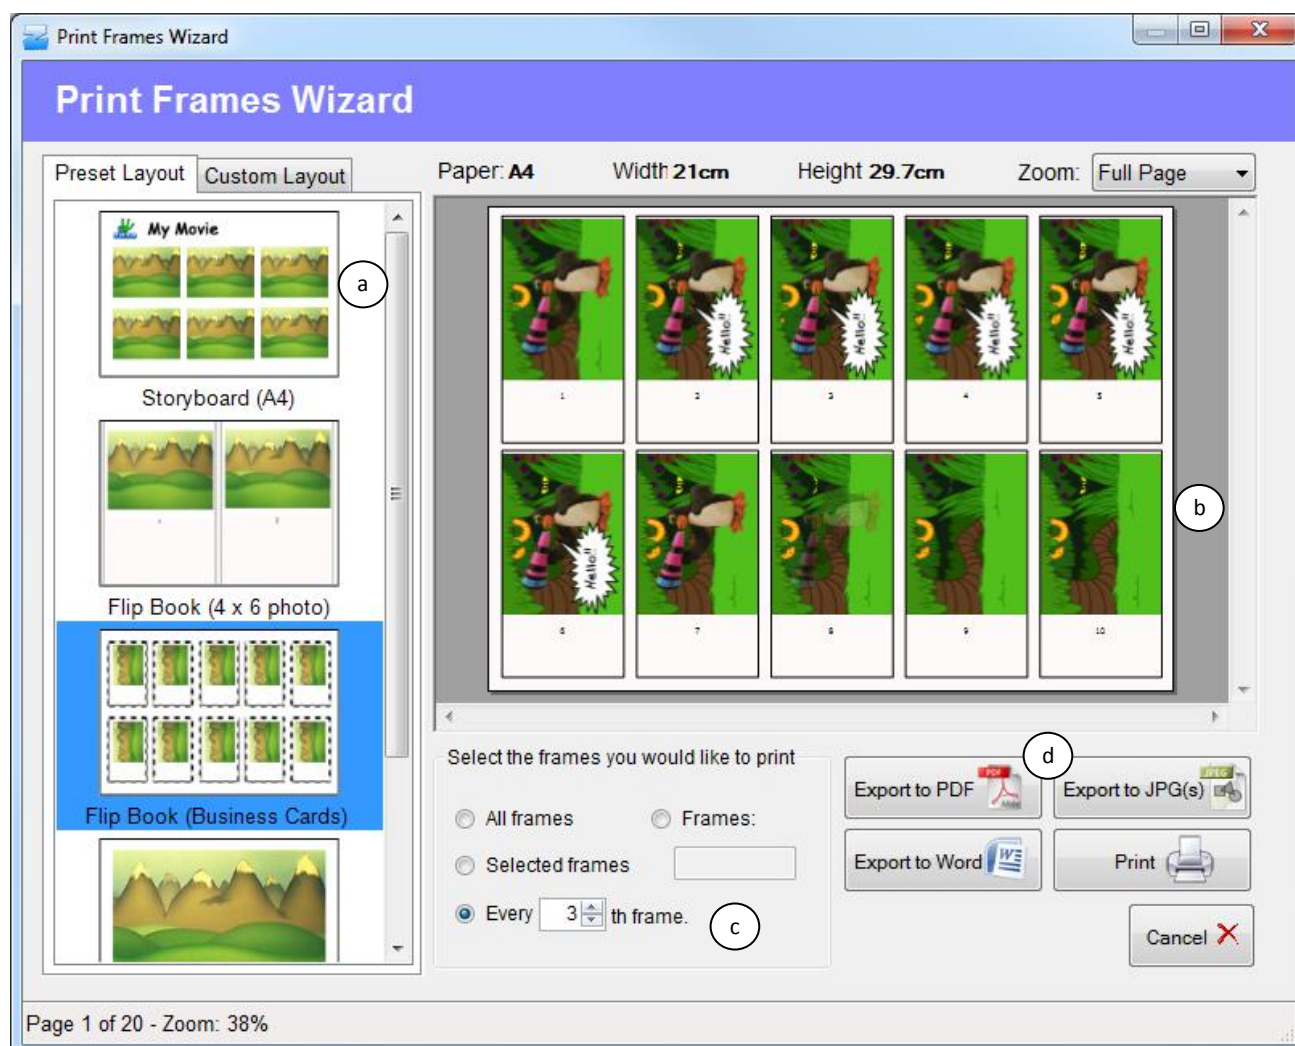 Print Frames Wizard
Print Frames Wizard
Preset Layout
Custom Layout
Paper: A4
Width 21cm
Height 29.7cm
Zoom:
Full Page
My Movie
a
Storyboard (A4)
1
2
Flip Book (4 x 6 photo)
Flip Book (Business Cards)
Hello!!
Hello!!
Hello!!
Hello!!
1
2
3
4
5
b
Hello!!
6
7
8
9
10
Select the frames you would like to print
All frames
Frames:
Selected frames
Every 3 th frame.
c
d
Export to PDF
PDF
Export to JPG(s)
JPEG
Export to Word
W
Print
Cancel
Page 1 of 20 - Zoom: 38%